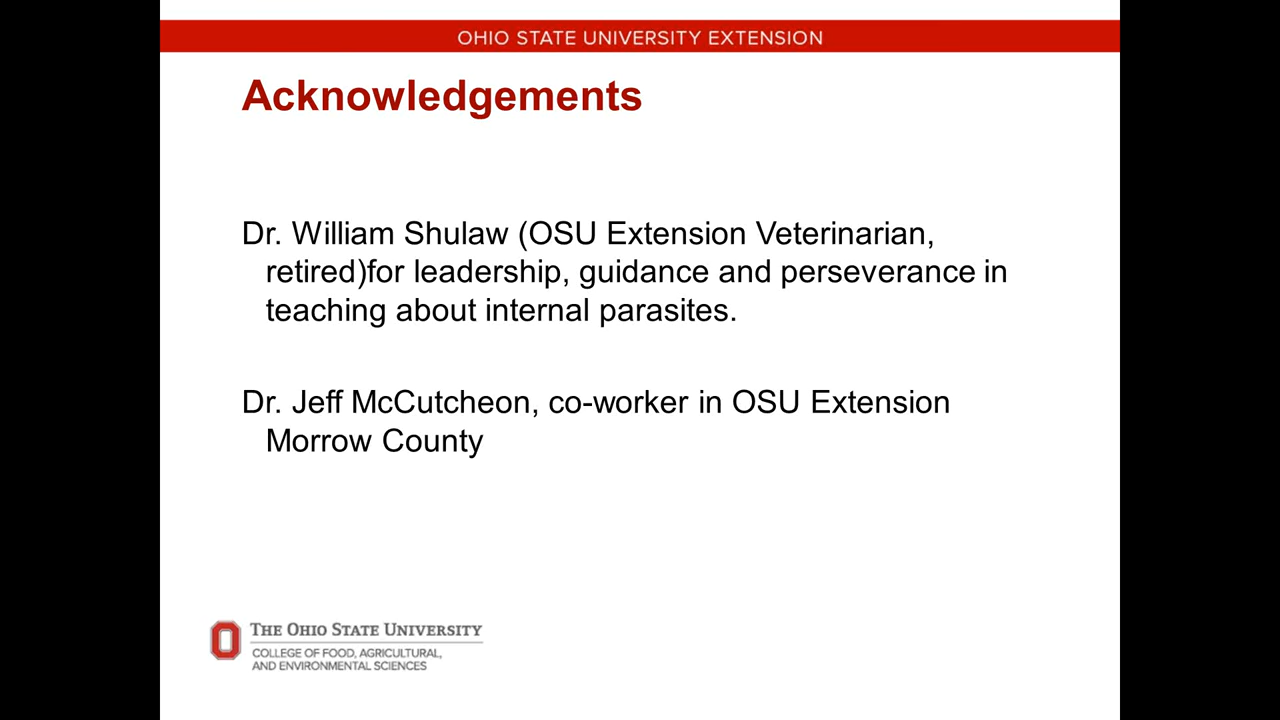 OHIO STATE UNIVERSITY EXTENSION
Acknowledgements
Dr. William Shulaw (OSU Extension Veterinarian,
retired)for leadership, guidance and perseverance in
teaching about internal parasites.
Dr. Jeff McCutcheon, co-worker in OSU Extension
Morrow County
THE OHIO STATE UNIVERSITY
COLLEGE OF FOOD, AGRICULTURAL,
AND ENVIRONMENTAL SCIENCES